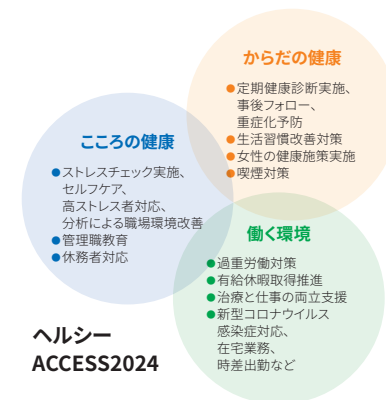 からだの健康
●定期健康診断実施、
事後フォロー、
重症化予防
●生活習慣改善対策
●女性の健康施策実施
●喫煙対策
こころの健康
●ストレスチェック実施、
セルフケア、
高ストレス者対応、
分析による職場環境改善
●管理職教育
●休務者対応
働く環境
●過重労働対策
●有給休暇取得推進
●治療と仕事の両立支援
●新型コロナウイルス
感染症対応、
在宅業務、
時差出勤など
ヘルシー
ACCESS2024